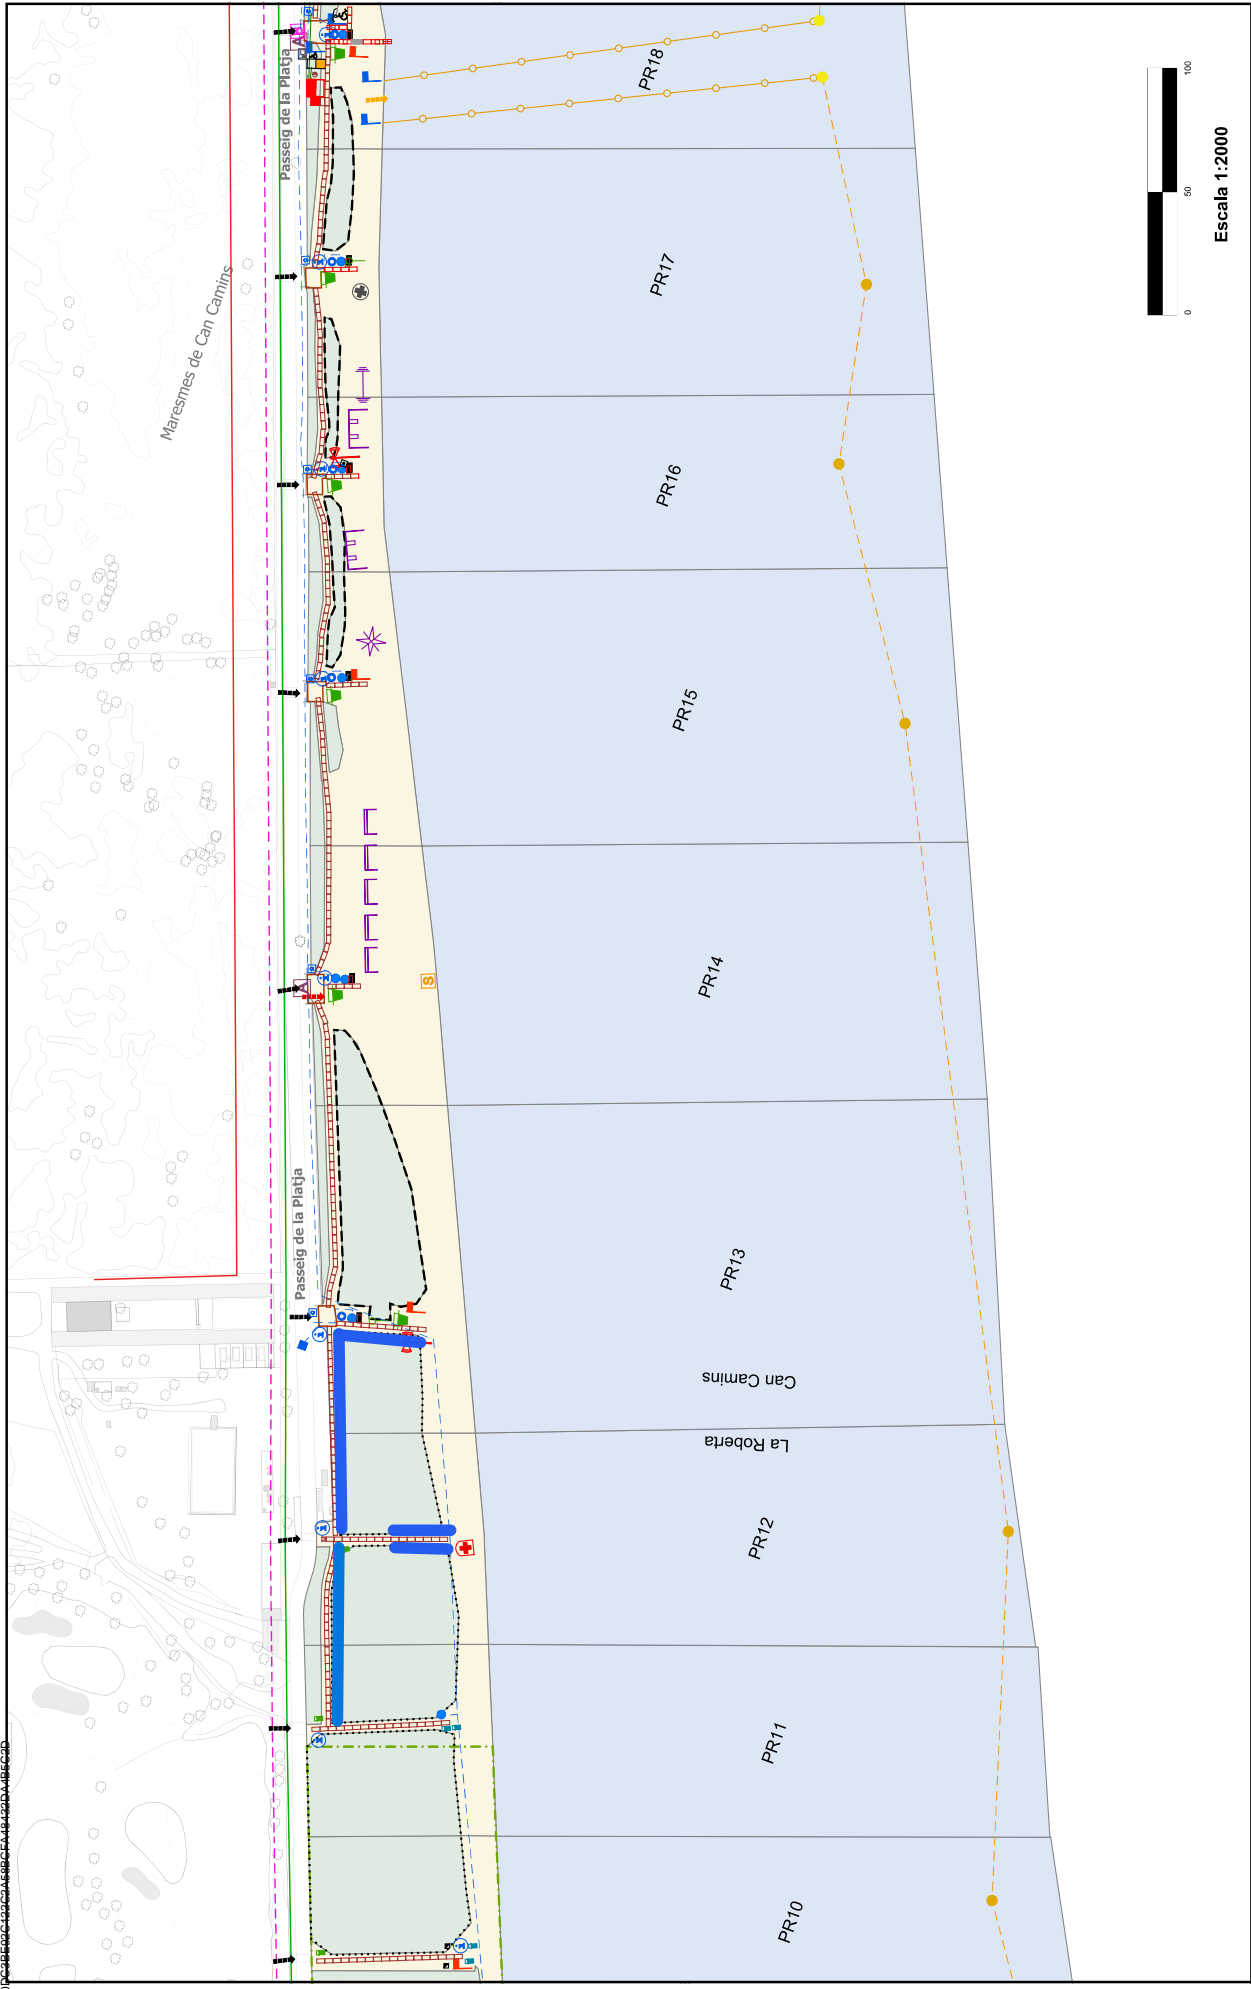 PR18
Passeig de la Platja
100
50
0
Escala 1:2000
PR17
Maresmes de Can Camins
PR16
PR15
PR14
A
S
PR13
Passeig de la Platja
Can Camins
La Roberta
PR12
PR11
PR10